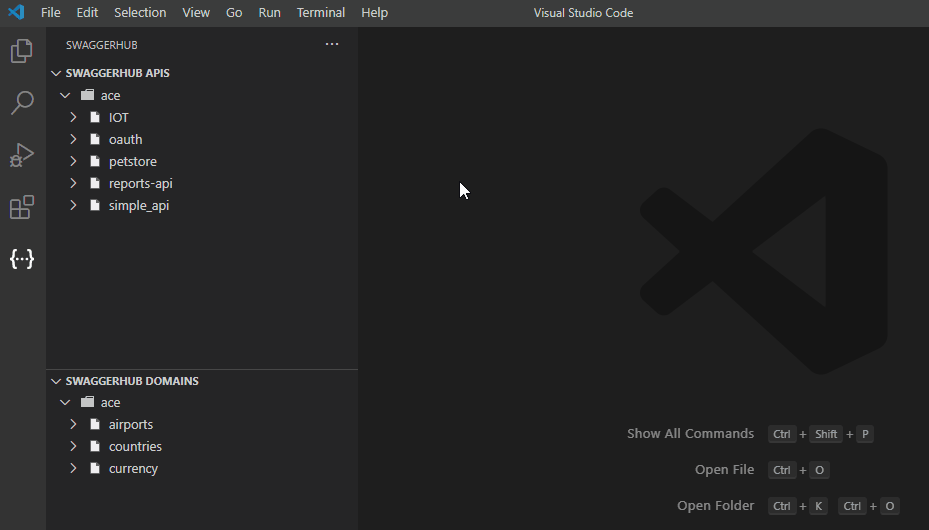 File Edit Selection View Go Run Terminal Help Visual Studio Code
SWAGGERHUB
SWAGGERHUB APIS
ace
IOT
oauth
petstore
reports-api
simple_api
SWAGGERHUB DOMAINS
ace
airports
countries
currency
Show All Commands Ctrl + Shift + P
Open File Ctrl + O
Open Folder Ctrl + K Ctrl + O